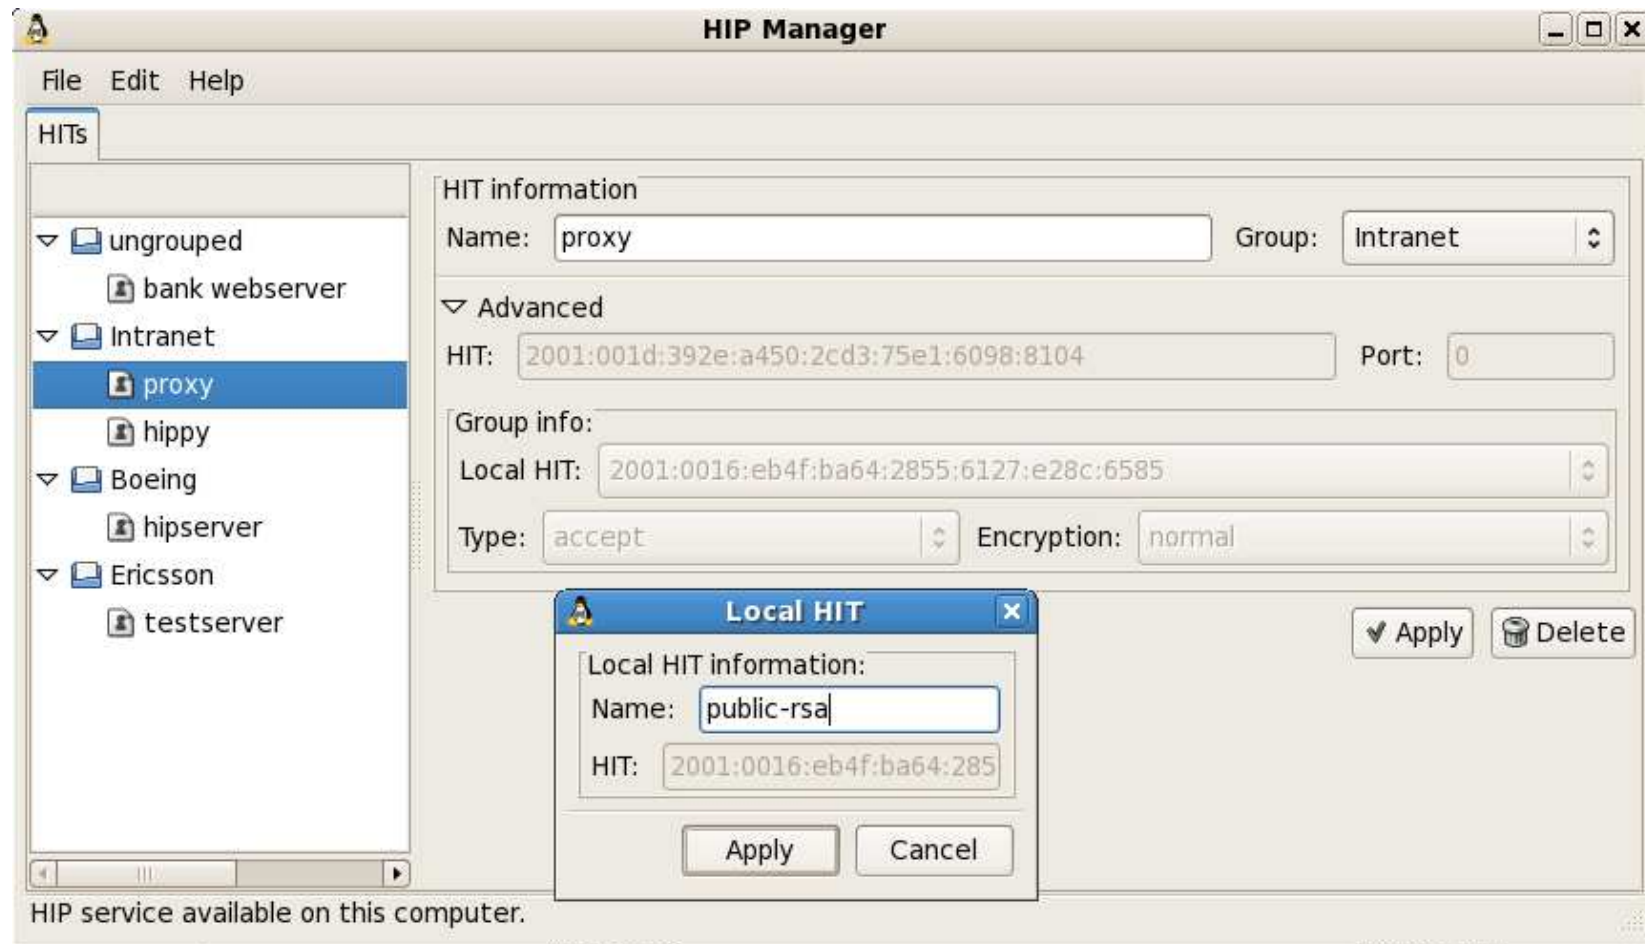 HIP Manager
File Edit Help
HITs
ungrouped
bank webserver
Intranet
proxy
hippy
Boeing
hipserver
Ericsson
testserver
HIT information
Name: proxy Group: Intranet
Advanced
HIT: 2001:001d:392e:a450:2cd3:75e1:6098:8104 Port: 0
Group info:
Local HIT: 2001:0016:eb4f:ba64:2855:6127:e28c:6585
Type: accept Encryption: normal
Apply Delete
Local HIT
Local HIT information:
Name: public-rsa
HIT: 2001:0016:eb4f:ba64:285
Apply Cancel
HIP service available on this computer.